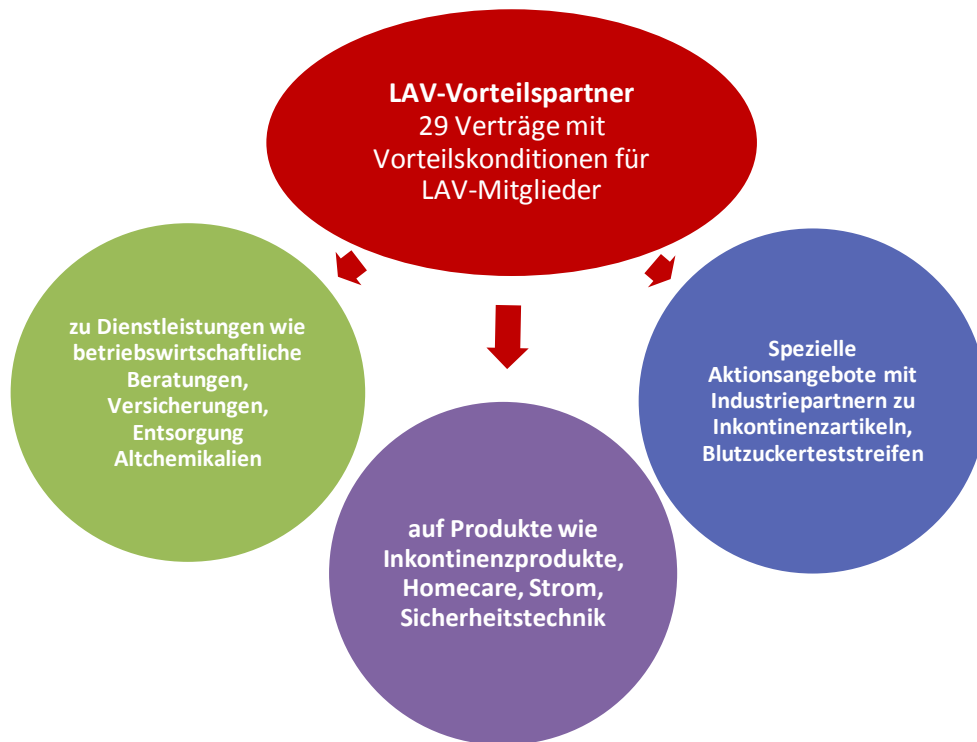 LAV-Vorteilspartner
29 Verträge mit
Vorteilskonditionen für
LAV-Mitglieder
zu Dienstleistungen wie
betriebswirtschaftliche
Beratungen,
Versicherungen,
Entsorgung
Altchemikalien
auf Produkte wie
Inkontinenzprodukte,
Homecare, Strom,
Sicherheitstechnik
Spezielle
Aktionsangebote mit
Industriepartnern zu
Inkontinenzartikeln,
Blutzuckerteststreifen